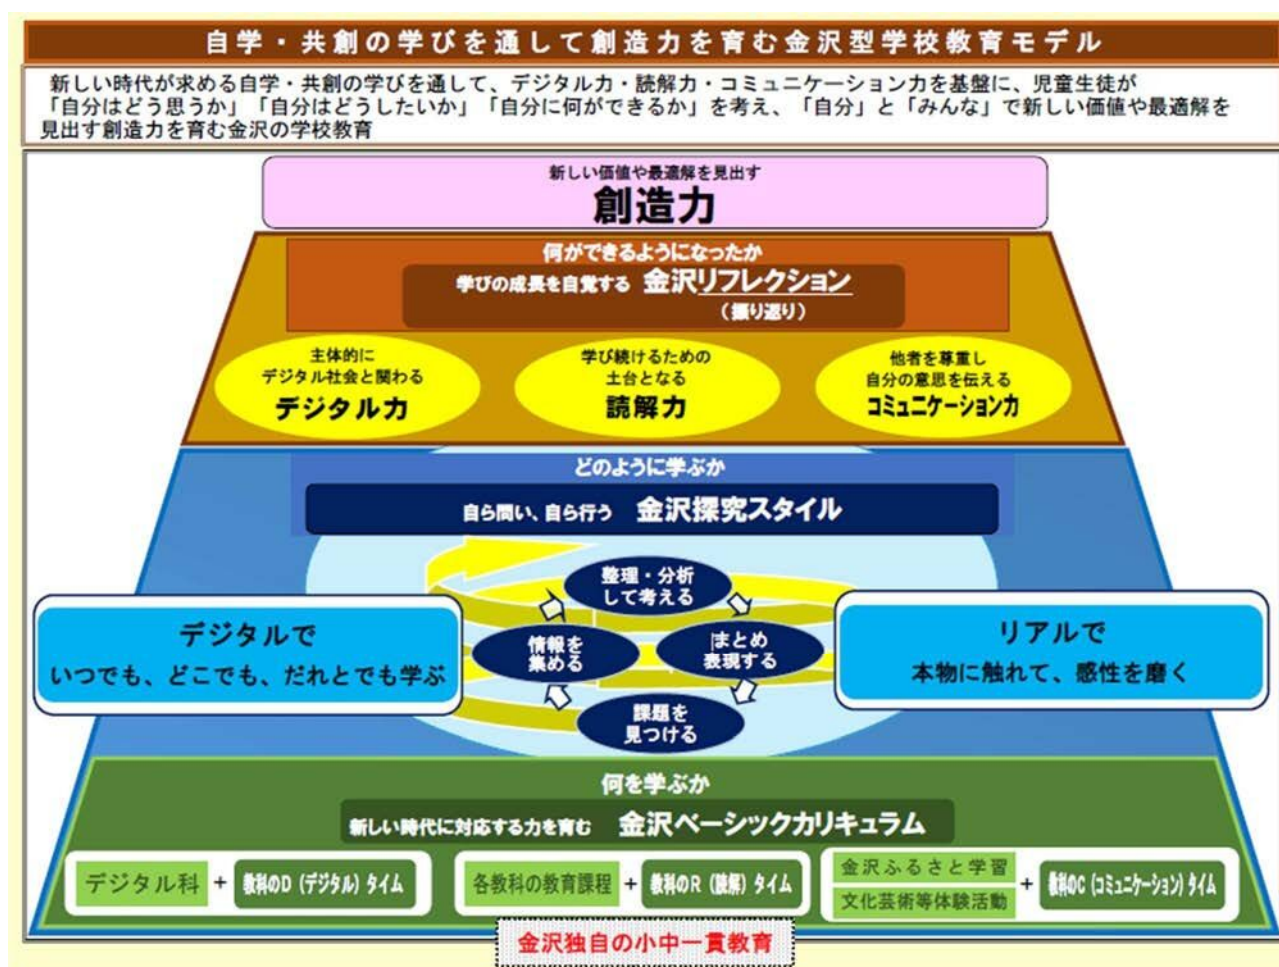 自学・共創の学びを通して創造力を育む金沢型学校教育モデル
新しい時代が求める自学・共創の学びを通して、デジタル力・読解力・コミュニケーション力を基盤に、児童生徒が
「自分はどう思うか」「自分はどうしたいか」「自分に何ができるか」を考え、「自分」と「みんな」で新しい価値や最適解を
見出す創造力を育む金沢の学校教育
新しい価値や最適解を見出す
創造力
何ができるようになったか
学びの成長を自覚する 金沢リフレクション
（振り返り）
主体的に
デジタル社会と関わる
デジタル力
学び続けるための
土台となる
読解力
他者を尊重し
自分の意思を伝える
コミュニケーション力
どのように学ぶか
自ら問い、自ら行う 金沢探究スタイル
整理・分析
して考える
情報を
集める
まとめ
表現する
課題を
見つける
デジタルで
いつでも、どこでも、だれとでも学ぶ
リアルで
本物に触れて、感性を磨く
何を学ぶか
新しい時代に対応する力を育む 金沢ベーシックカリキュラム
デジタル科 + 教科のD（デジタル）タイム
各教科の教育課程 + 教科のR（読解）タイム
金沢ふるさと学習
文化芸術等体験活動
+ 教科のC（コミュニケーション）タイム
金沢独自の小中一貫教育